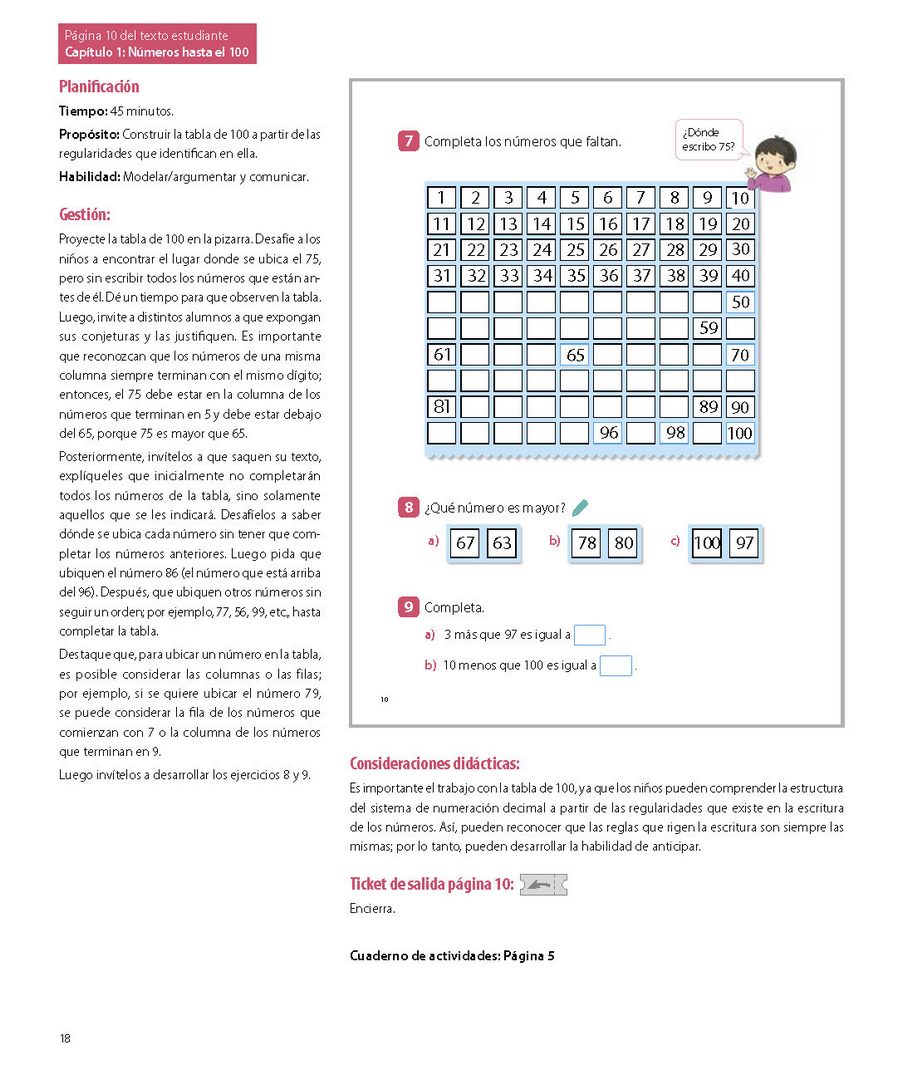 Página 10 del texto estudiante
Capítulo 1: Números hasta el 100
Planificación
Tiempo: 45 minutos.
Propósito: Construir la tabla de 100 a partir de las
regularidades que identifican en ella.
Habilidad: Modelar/argumentar y comunicar.
Gestión:
Proyecte la tabla de 100 en la pizarra. Desafíe a los
niños a encontrar el lugar donde se ubica el 75,
pero sin escribir todos los números que están an-
tes de él. Dé un tiempo para que observen la tabla.
Luego, invite a distintos alumnos a que expongan
sus conjeturas y las justifiquen. Es importante
que reconozcan que los números de una misma
columna siempre terminan con el mismo dígito;
entonces, el 75 debe estar en la columna de los
números que terminan en 5 y debe estar debajo
del 65, porque 75 es mayor que 65.
Posteriormente, invítelos a que saquen su texto,
explíqueles que inicialmente no completarán
todos los números de la tabla, sino solamente
aquellos que se les indicará. Desafíelos a saber
dónde se ubica cada número sin tener que com-
pletar los números anteriores. Luego pida que
ubiquen el número 86 (el número que está arriba
del 96). Después, que ubiquen otros números sin
seguir un orden; por ejemplo, 77, 56, 99, etc., hasta
completar la tabla.
Destaque que, para ubicar un número en la tabla,
es posible considerar las columnas o las filas;
por ejemplo, si se quiere ubicar el número 79,
se puede considerar la fila de los números que
comienzan con 7 o la columna de los números
que terminan en 9.
Luego invítelos a desarrollar los ejercicios 8 y 9.
7 Completa los números que faltan.
¿Dónde
escribo 75?
1 2 3 4 5 6 7 8 9 10
11 12 13 14 15 16 17 18 19 20
21 22 23 24 25 26 27 28 29 30
31 32 33 34 35 36 37 38 39 40
50
59
61 65 70
81 89 90
96 98 100
8 ¿Qué número es mayor?
a) 67 63 b) 78 80 c) 100 97
9 Completa.
a) 3 más que 97 es igual a .
b) 10 menos que 100 es igual a .
10
Consideraciones didácticas:
Es importante el trabajo con la tabla de 100, ya que los niños pueden comprender la estructura
del sistema de numeración decimal a partir de las regularidades que existe en la escritura
de los números. Así, pueden reconocer que las reglas que rigen la escritura son siempre las
mismas; por lo tanto, pueden desarrollar la habilidad de anticipar.
Ticket de salida página 10:
Encierra.
Cuaderno de actividades: Página 5
18